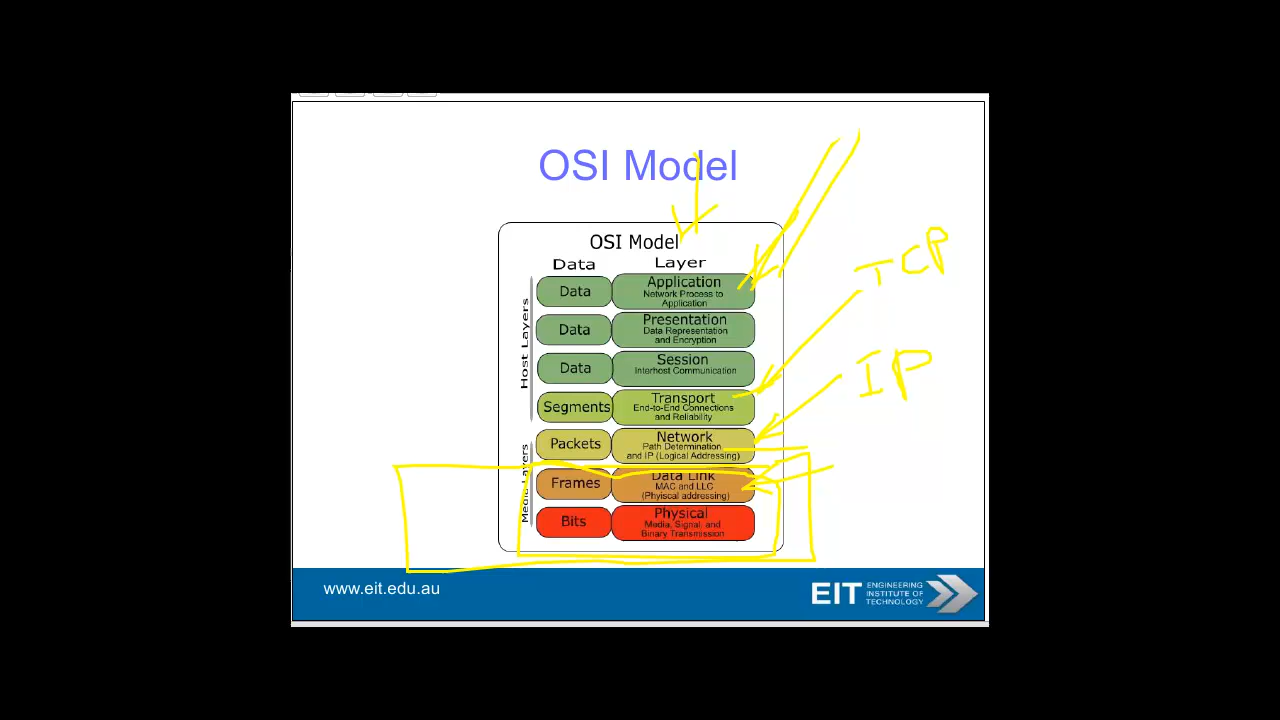 OSI Model
OSI Model
Data Layer
Host Layers
Data Application
Network Process to
Application
Data Presentation
Data Representation
and Encryption
Data Session
Interhost Communication
Segments Transport
End-to-End Connections
and Reliability
TCP
Media Layers
Packets Network
Path Determination
and IP (Logical Addressing)
IP
Frames Data Link
MAC and LLC
(Phyiscal addressing)
Bits Physical
Media, Signal, and
Binary Transmission
www.eit.edu.au
EIT ENGINEERING
INSTITUTE OF
TECHNOLOGY